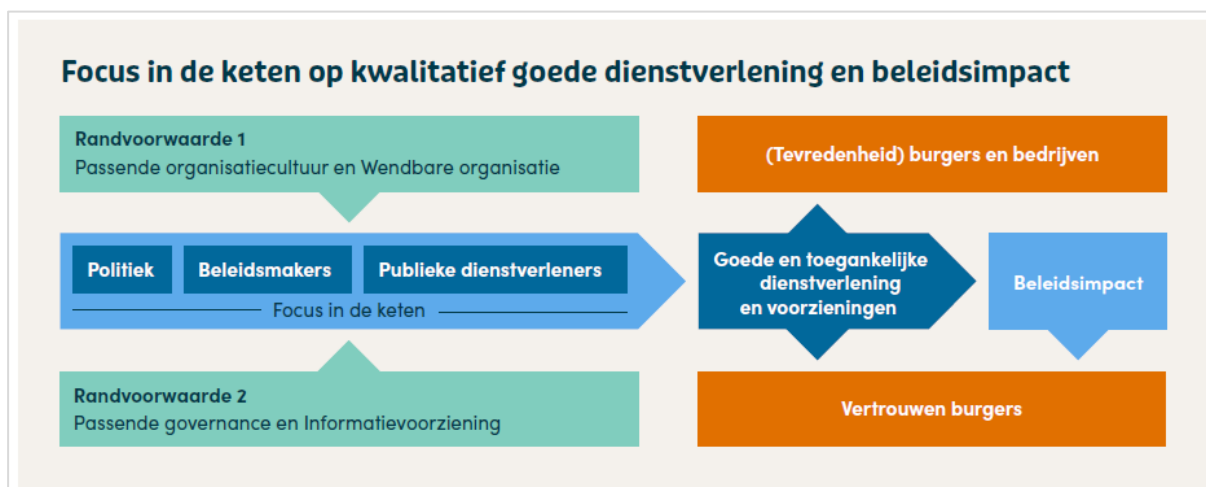 Focus in de keten op kwalitatief goede dienstverlening en beleidsimpact
Randvoorwaarde 1
Passende organisatiecultuur en Wendbare organisatie
(Tevredenheid) burgers en bedrijven
Politiek
Beleidsmakers
Publieke dienstverleners
Focus in de keten
Goede en toegankelijke
dienstverlening
en voorzieningen
Beleidsimpact
Randvoorwaarde 2
Passende governance en Informatievoorziening
Vertrouwen burgers